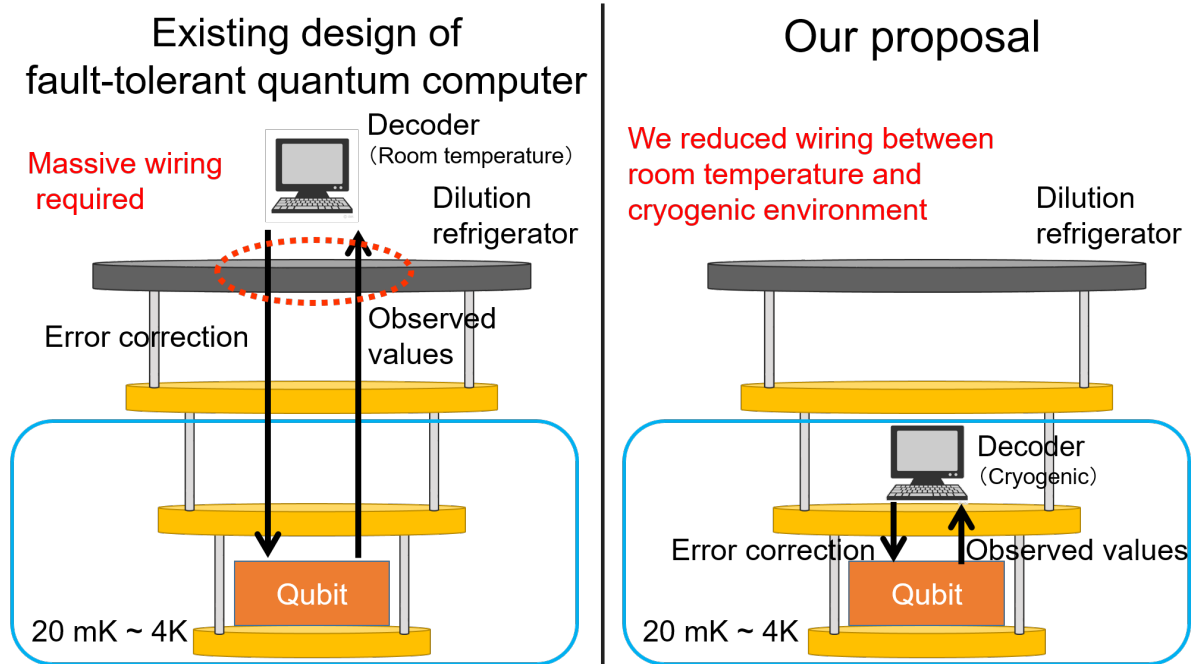 Existing design of
fault-tolerant quantum computer
Massive wiring
required
Decoder
(Room temperature)
Dilution
refrigerator
Error correction
Observed
values
Qubit
20 mK ~ 4K
Our proposal
We reduced wiring between
room temperature and
cryogenic environment
Dilution
refrigerator
Decoder
(Cryogenic)
Error correction
Observed values
Qubit
20 mK ~ 4K